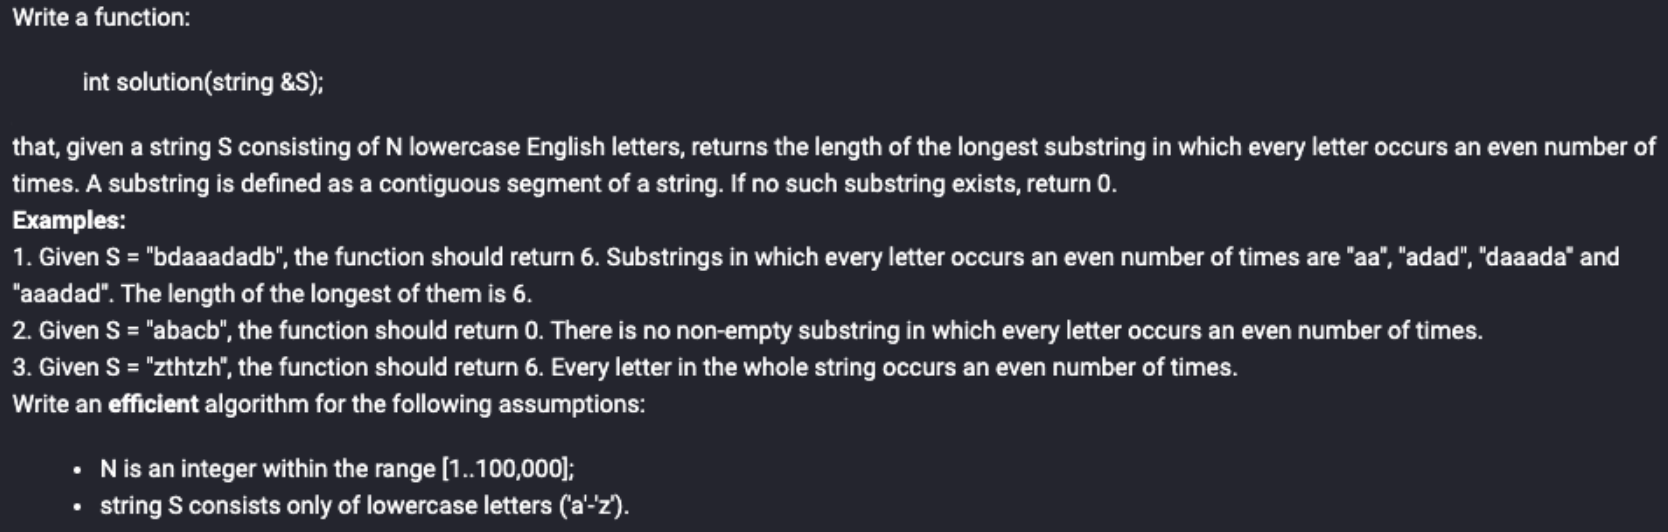 Write a function:
int solution(string &S);
that, given a string S consisting of N lowercase English letters, returns the length of the longest substring in which every letter occurs an even number of
times. A substring is defined as a contiguous segment of a string. If no such substring exists, return 0.
Examples:
1. Given S = "bdaaadadb", the function should return 6. Substrings in which every letter occurs an even number of times are "aa", "adad", "daaada" and
"aaadad". The length of the longest of them is 6.
2. Given S = "abacb", the function should return 0. There is no non-empty substring in which every letter occurs an even number of times.
3. Given S = "zthtzh", the function should return 6. Every letter in the whole string occurs an even number of times.
Write an efficient algorithm for the following assumptions:
• N is an integer within the range [1..100,000];
• string S consists only of lowercase letters ('a'-'z').